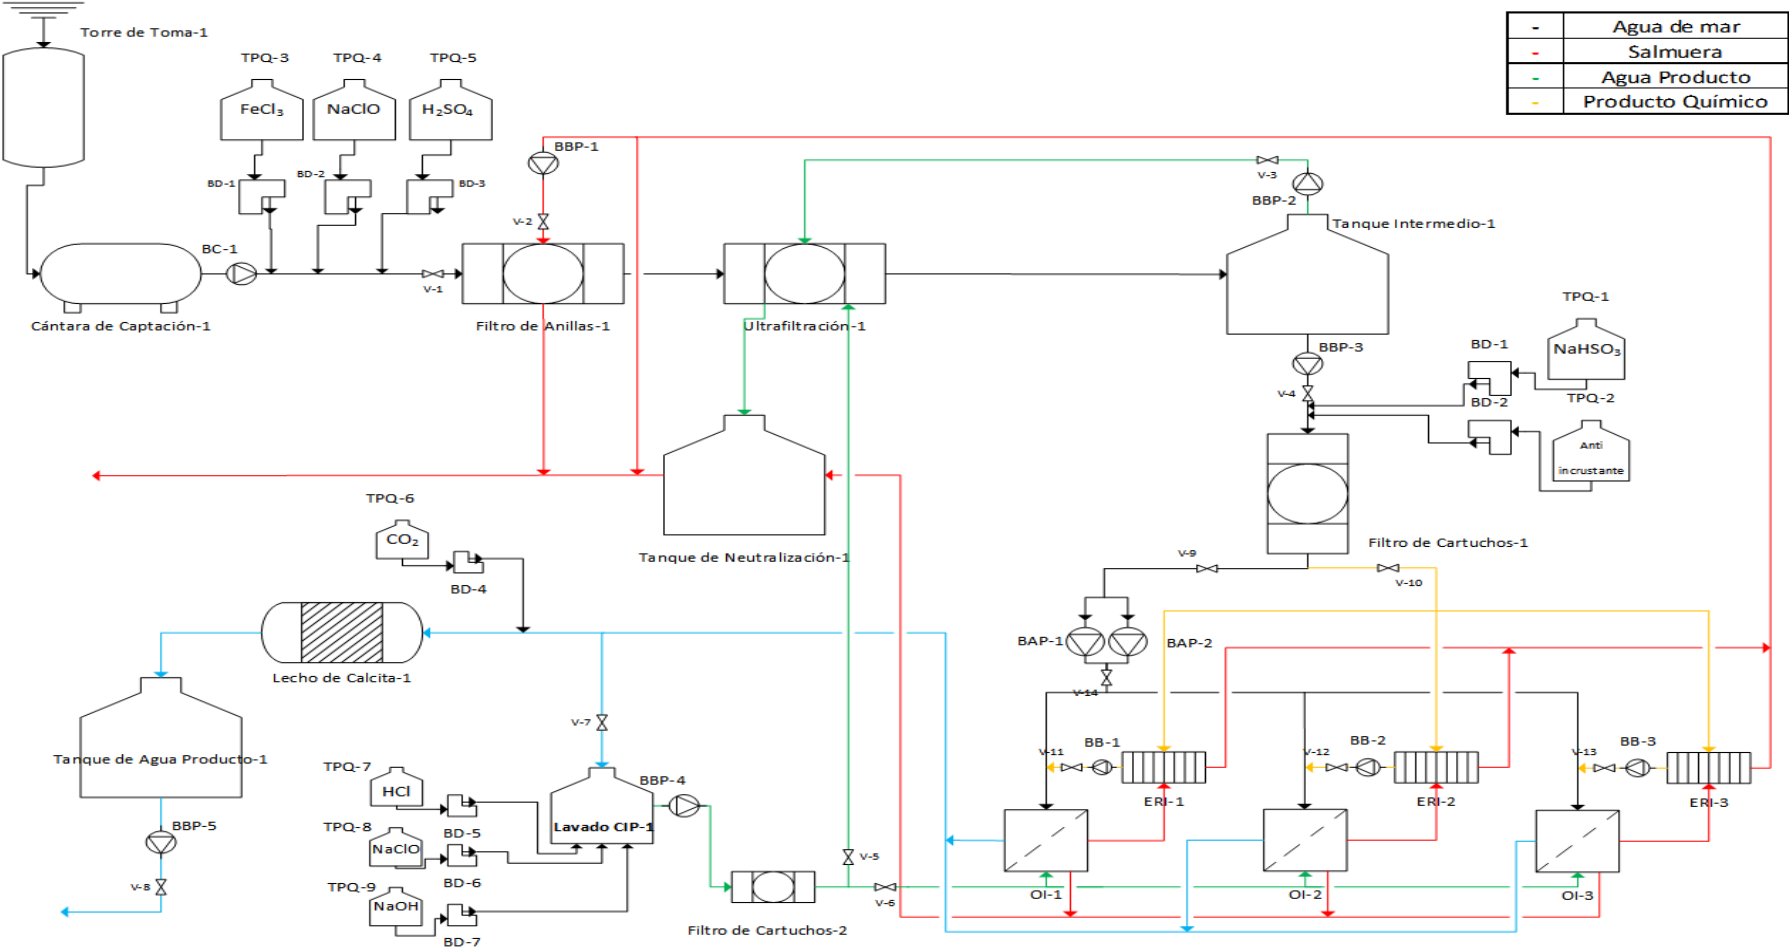 Torre de Toma-1
- Agua de mar
- Salmuera
- Agua Producto
- Producto Químico
TPQ-3
TPQ-4
TPQ-5
FeCl₃
NaClO
H₂SO₄
BD-1
BD-2
BD-3
BC-1
V-1
Cántara de Captación-1
BBP-1
V-2
Filtro de Anillas-1
Ultrafiltración-1
V-3
BBP-2
Tanque Intermedio-1
BBP-3
V-4
TPQ-1
NaHSO₃
BD-1
TPQ-2
BD-2
Anti
incrustante
Filtro de Cartuchos-1
Tanque de Neutralización-1
TPQ-6
CO₂
BD-4
Lecho de Calcita-1
Tanque de Agua Producto-1
BBP-5
V-8
V-7
TPQ-7
HCl
BD-5
TPQ-8
NaClO
BD-6
TPQ-9
NaOH
BD-7
Lavado CIP-1
BBP-4
Filtro de Cartuchos-2
V-5
V-6
V-9
V-10
BAP-1
BAP-2
V-14
V-11
BB-1
ERI-1
V-12
BB-2
ERI-2
V-13
BB-3
ERI-3
OI-1
OI-2
OI-3